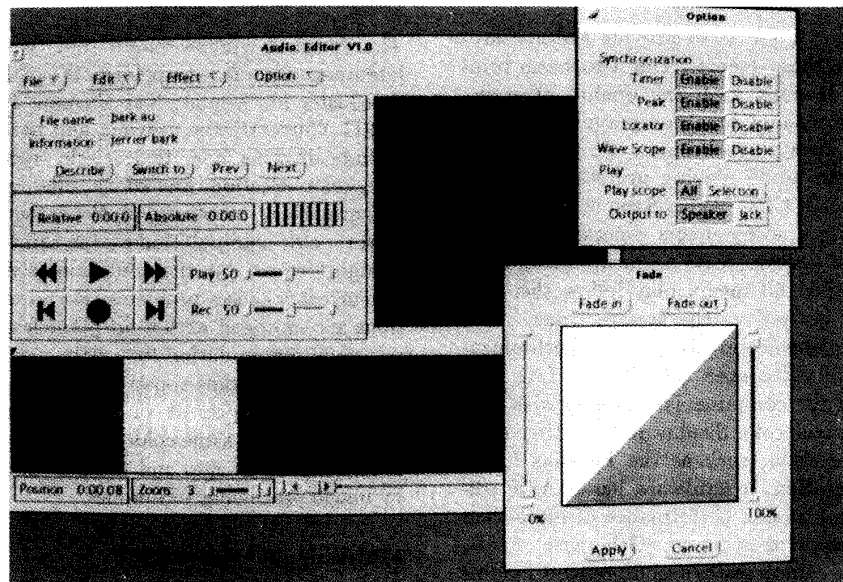 Audio Editor V1.0
File Edit Effect Option
File name bark.au
Information terrier bark
Describe Switch to Prev Next
Relative 0:00:0 Absolute 0:00:0
Play 50
Rec 50
Position 0:00:08 Zoom 3
Option
Synchronization
Timer Enable Disable
Peak Enable Disable
Locator Enable Disable
Wave Scope Enable Disable
Play
Play scope All Selection
Output to Speaker Jack
Fade
Fade in Fade out
0% 100%
Apply Cancel